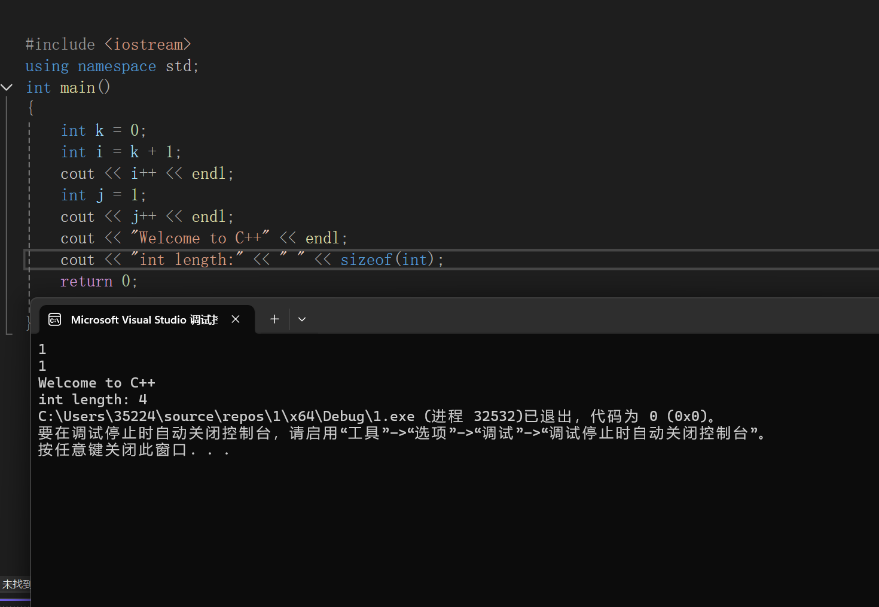 #include <iostream>
using namespace std;
int main()
{
int k = 0;
int i = k + 1;
cout << i++ << endl;
int j = 1;
cout << j++ << endl;
cout << "Welcome to C++" << endl;
cout << "int length:" << " " << sizeof(int);
return 0;
}
Microsoft Visual Studio 调试控
1
1
Welcome to C++
int length: 4
C:\Users\35224\source\repos\1\x64\Debug\1.exe (进程 32532)已退出，代码为 0 (0x0)。
要在调试停止时自动关闭控制台，请启用“工具”->“选项”->“调试”->“调试停止时自动关闭控制台”。
按任意键关闭此窗口. . .
未找到